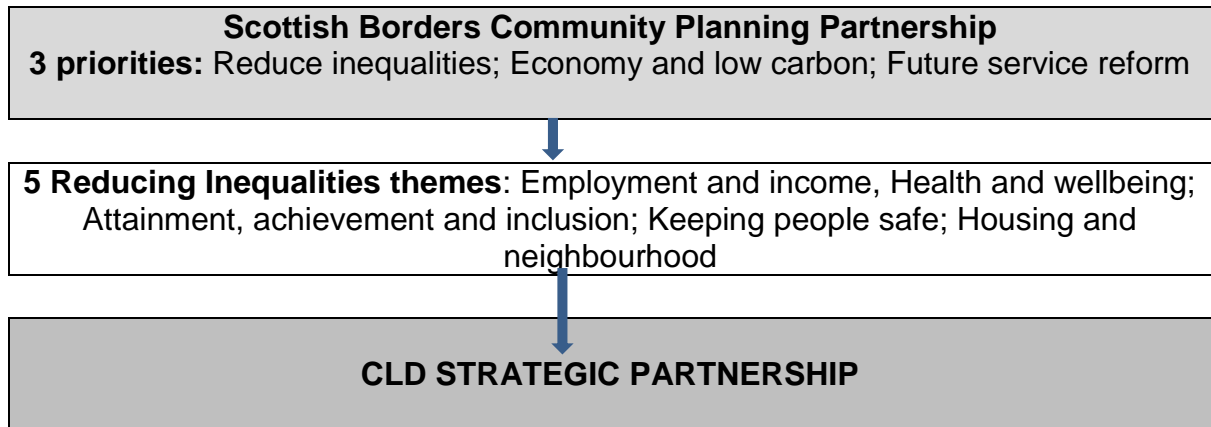 Scottish Borders Community Planning Partnership
3 priorities: Reduce inequalities; Economy and low carbon; Future service reform
5 Reducing Inequalities themes: Employment and income, Health and wellbeing;
Attainment, achievement and inclusion; Keeping people safe; Housing and
neighbourhood
CLD STRATEGIC PARTNERSHIP